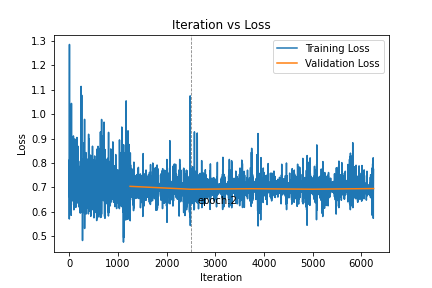 Iteration vs Loss
Training Loss
Validation Loss
1.3
1.2
1.1
1.0
0.9
0.8
0.7
0.6
0.5
Loss
epoch 2
0
1000
2000
3000
4000
5000
6000
Iteration